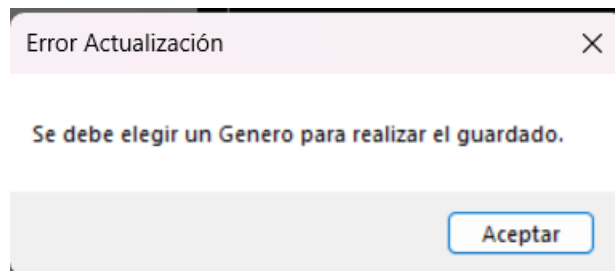 Error Actualización
Se debe elegir un Genero para realizar el guardado.
Aceptar